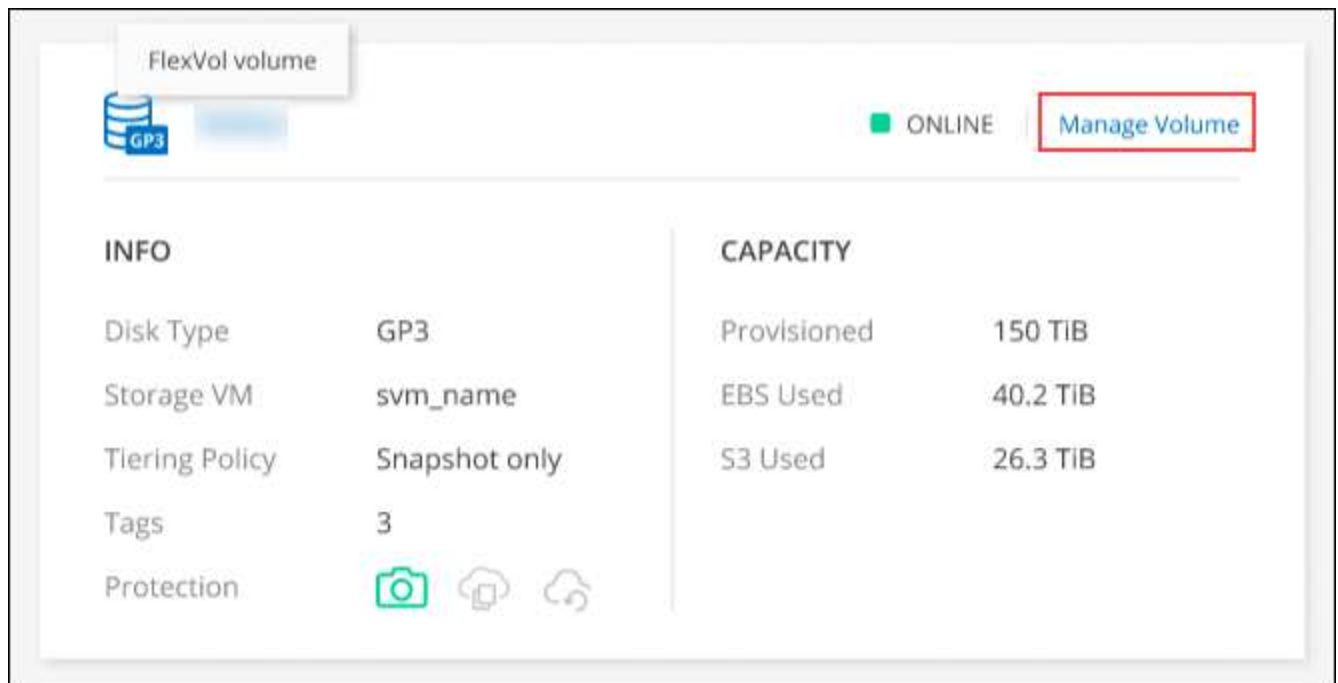 FlexVol volume
GP3
ONLINE
Manage Volume
INFO
Disk Type GP3
Storage VM svm_name
Tiering Policy Snapshot only
Tags 3
Protection
CAPACITY
Provisioned 150 TiB
EBS Used 40.2 TiB
S3 Used 26.3 TiB